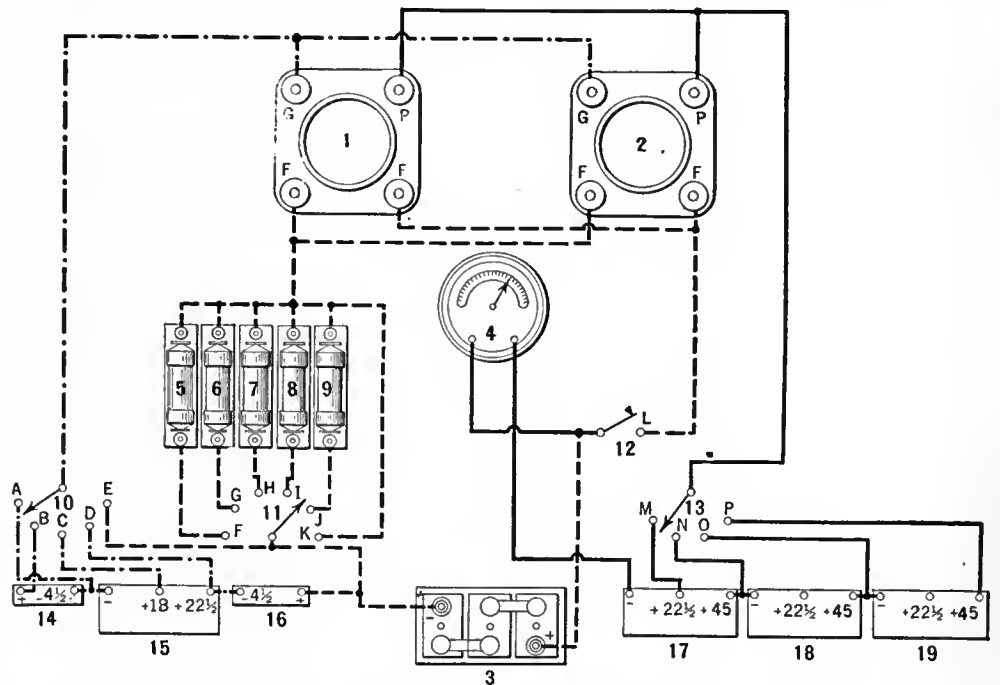 G P
1
F F
G P
2
F F
4
5 6 7 8 9
L
12
A B C D E
10
G H I J
F 11 K
M N O P
13
+ -4½
14
- +18 +22½
15
-4½ +
16
- +
3
- +22½ +45
17
- +22½ +45
18
- +22½ +45
19